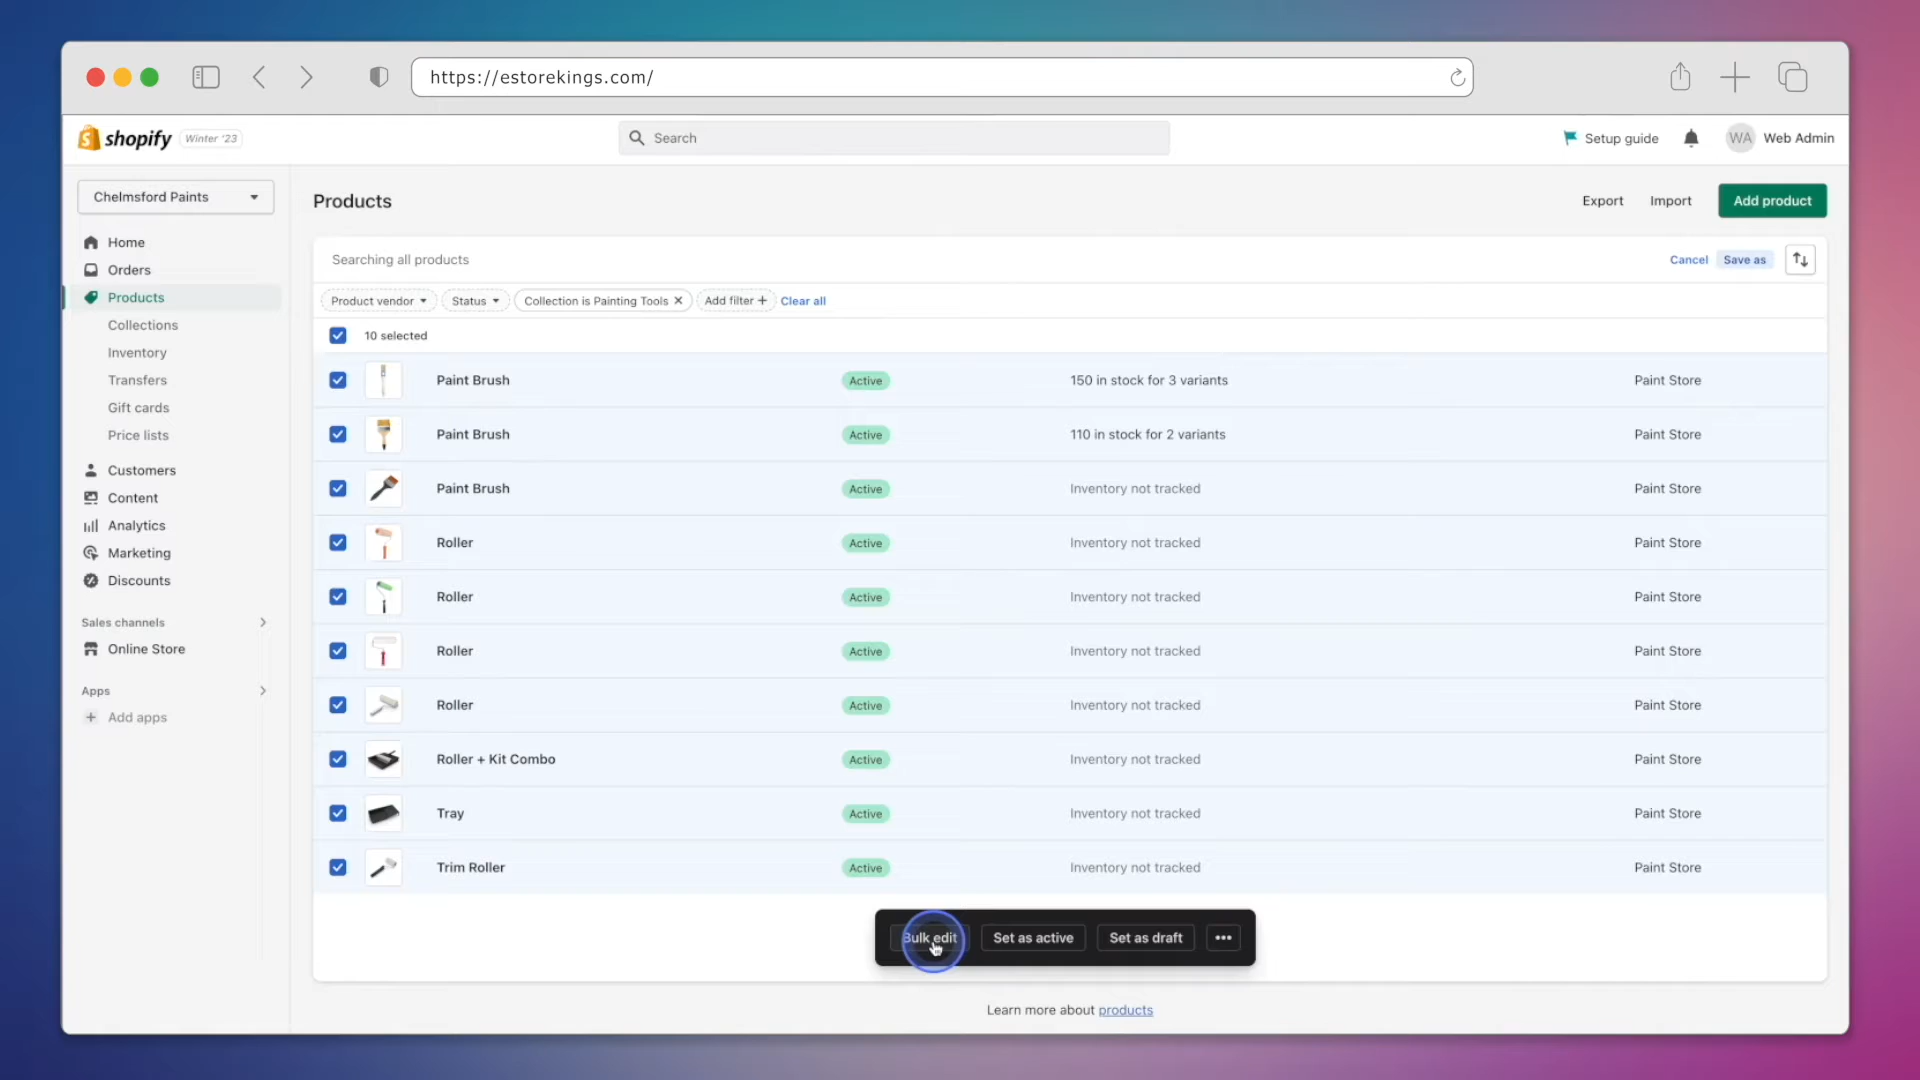 https://estorekings.com/
shopify Winter '23
Search
Setup guide
WA Web Admin
Chelmsford Paints
Home
Orders
Products
Collections
Inventory
Transfers
Gift cards
Price lists
Customers
Content
Analytics
Marketing
Discounts
Sales channels
Online Store
Apps
Add apps
Products
Export Import Add product
Searching all products
Cancel Save as
Product vendor Status Collection is Painting Tools Add filter + Clear all
10 selected
Paint Brush Active 150 in stock for 3 variants Paint Store
Paint Brush Active 110 in stock for 2 variants Paint Store
Paint Brush Active Inventory not tracked Paint Store
Roller Active Inventory not tracked Paint Store
Roller Active Inventory not tracked Paint Store
Roller Active Inventory not tracked Paint Store
Roller Active Inventory not tracked Paint Store
Roller + Kit Combo Active Inventory not tracked Paint Store
Tray Active Inventory not tracked Paint Store
Trim Roller Active Inventory not tracked Paint Store
Bulk edit Set as active Set as draft
Learn more about products